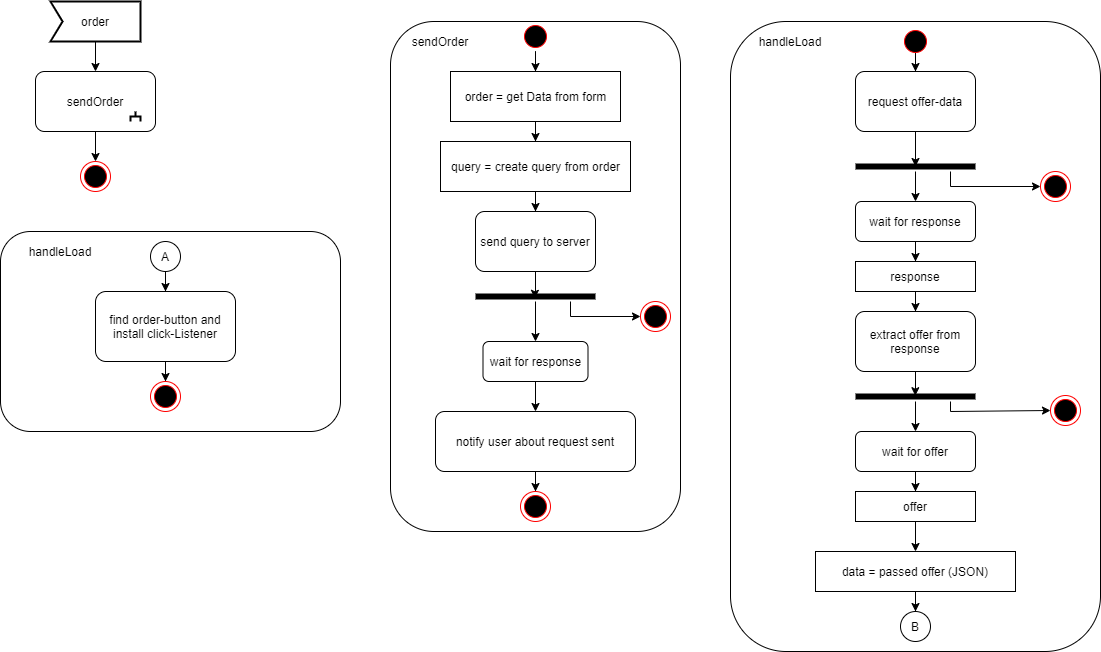 order
sendOrder
handleLoad
A
find order-button and
install click-Listener
sendOrder
order = get Data from form
query = create query from order
send query to server
wait for response
notify user about request sent
handleLoad
request offer-data
wait for response
response
extract offer from
response
wait for offer
offer
data = passed offer (JSON)
B